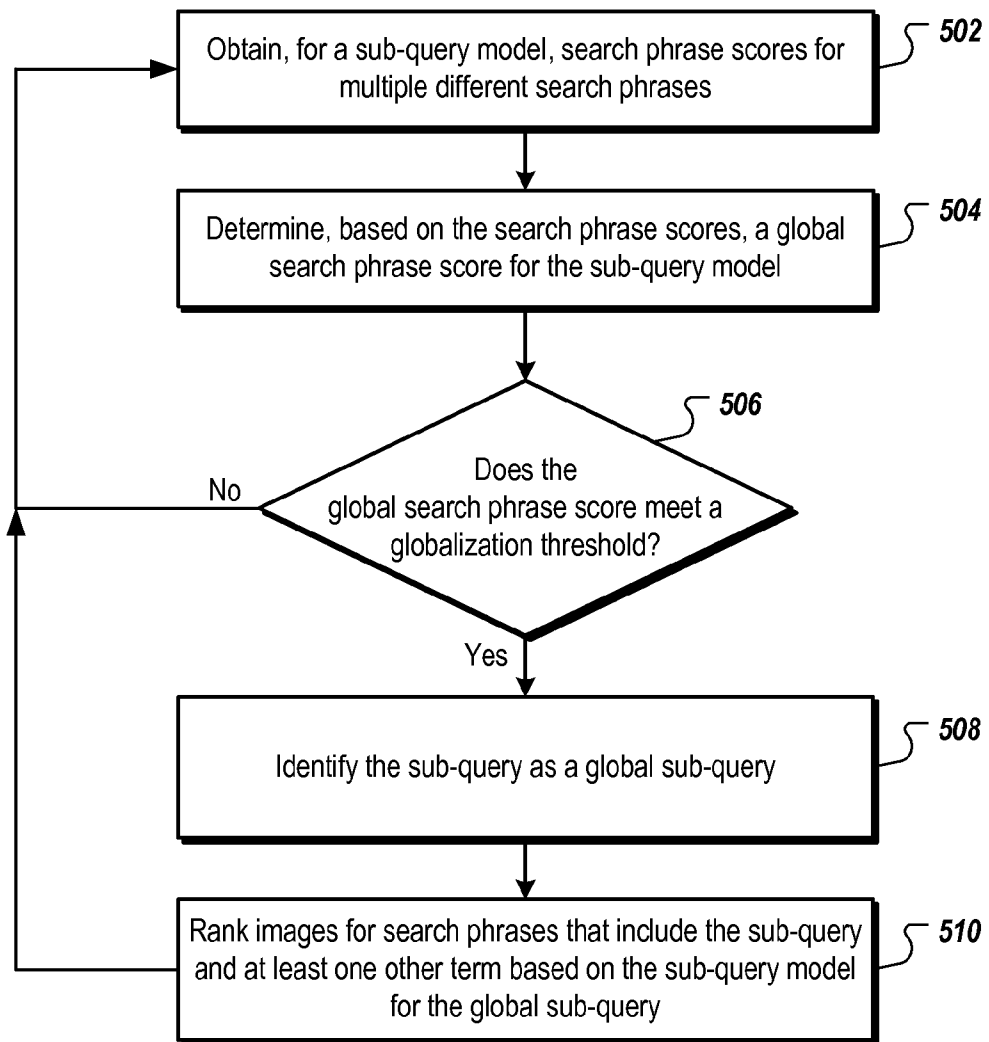 Obtain, for a sub-query model, search phrase scores for
multiple different search phrases
502
Determine, based on the search phrase scores, a global
search phrase score for the sub-query model
504
Does the
global search phrase score meet a
globalization threshold?
506
No
Yes
Identify the sub-query as a global sub-query
508
Rank images for search phrases that include the sub-query
and at least one other term based on the sub-query model
for the global sub-query
510